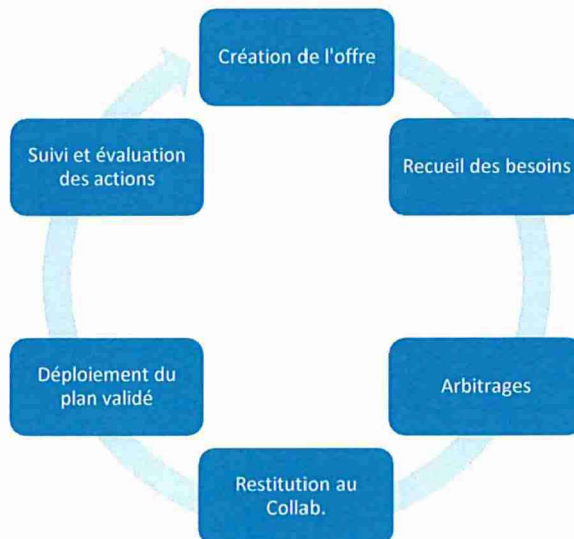 Création de l'offre
Recueil des besoins
Arbitrages
Restitution au
Collab.
Déploiement du
plan validé
Suivi et évaluation
des actions